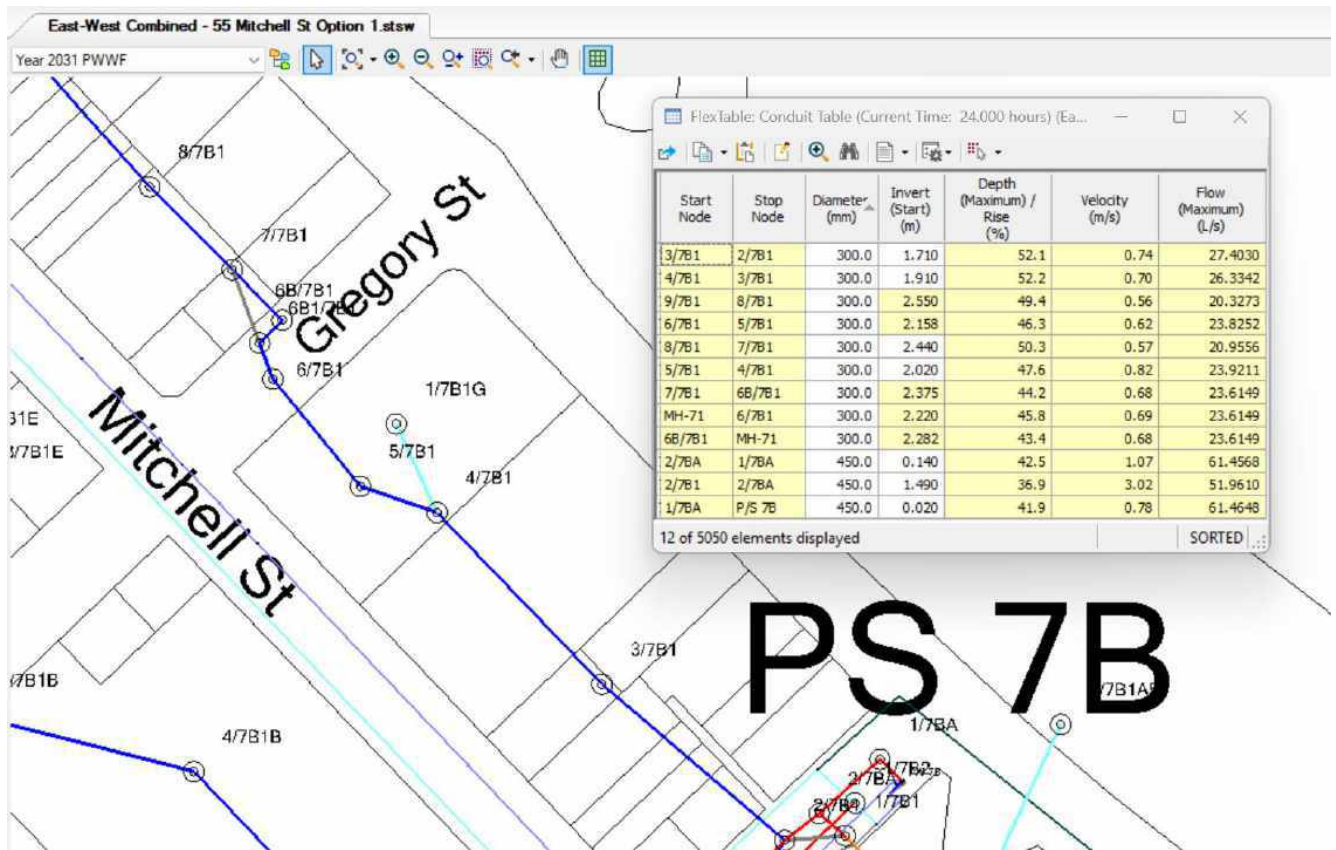 East-West Combined - 55 Mitchell St Option 1.stsw
Year 2031 PWWF
FlexTable: Conduit Table (Current Time: 24.000 hours) (Ea...
Start Node Stop Node Diameter (mm) Invert (Start) (m) Depth (Maximum) / Rise (%) Velocity (m/s) Flow (Maximum) (L/s)
3/7B1 2/7B1 300.0 1.710 52.1 0.74 27.4030
4/7B1 3/7B1 300.0 1.910 52.2 0.70 26.3342
9/7B1 8/7B1 300.0 2.550 49.4 0.56 20.3273
6/7B1 5/7B1 300.0 2.158 46.3 0.62 23.8252
8/7B1 7/7B1 300.0 2.440 50.3 0.57 20.9556
5/7B1 4/7B1 300.0 2.020 47.6 0.82 23.9211
7/7B1 6B/7B1 300.0 2.375 44.2 0.68 23.6149
MH-71 6/7B1 300.0 2.220 45.8 0.69 23.6149
6B/7B1 MH-71 300.0 2.282 43.4 0.68 23.6149
2/7BA 1/7BA 450.0 0.140 42.5 1.07 61.4568
2/7B1 2/7BA 450.0 1.490 36.9 3.02 51.9610
1/7BA P/S 7B 450.0 0.020 41.9 0.78 61.4648
12 of 5050 elements displayed
SORTED
8/7B1
7/7B1
6B/7B1
Gregory St
6/7B1
1/7B1G
5/7B1
4/7B1
Mitchell St
3/7B1
PS 7B
4/7B1B
1/7BA
1/7B2
2/7BA
1/7B1